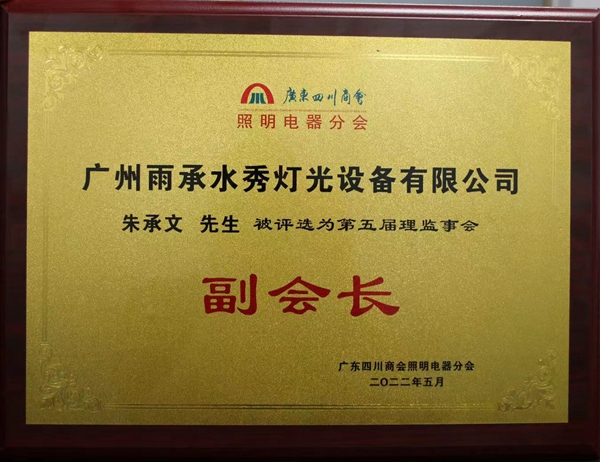 廣東四川商會
照明电器分会
广州雨承水秀灯光设备有限公司
朱承文 先生 被评选为第五届理监事会
副会长
广东四川商会照明电器分会
二〇二二年五月